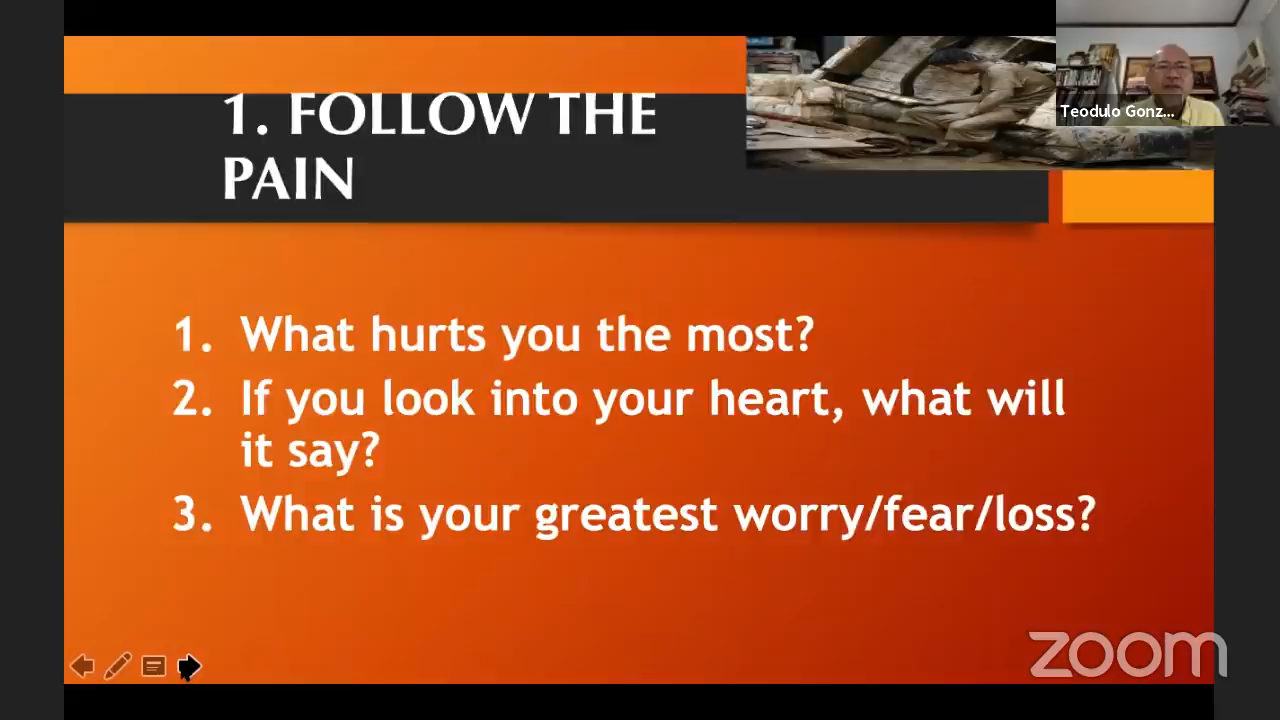 1. FOLLOW THE
PAIN
Teodulo Gonz...
1. What hurts you the most?
2. If you look into your heart, what will
it say?
3. What is your greatest worry/fear/loss?
zoom